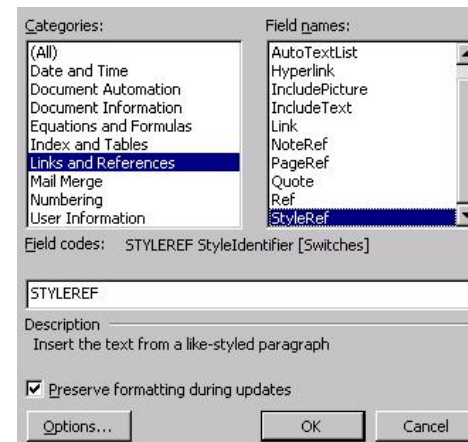 Categories:
(All)
Date and Time
Document Automation
Document Information
Equations and Formulas
Index and Tables
Links and References
Mail Merge
Numbering
User Information
Field names:
AutoTextList
Hyperlink
IncludePicture
IncludeText
Link
NoteRef
PageRef
Quote
Ref
StyleRef
Field codes: STYLEREF StyleIdentifier [Switches]
STYLEREF
Description
Insert the text from a like-styled paragraph
Preserve formatting during updates
Options... OK Cancel